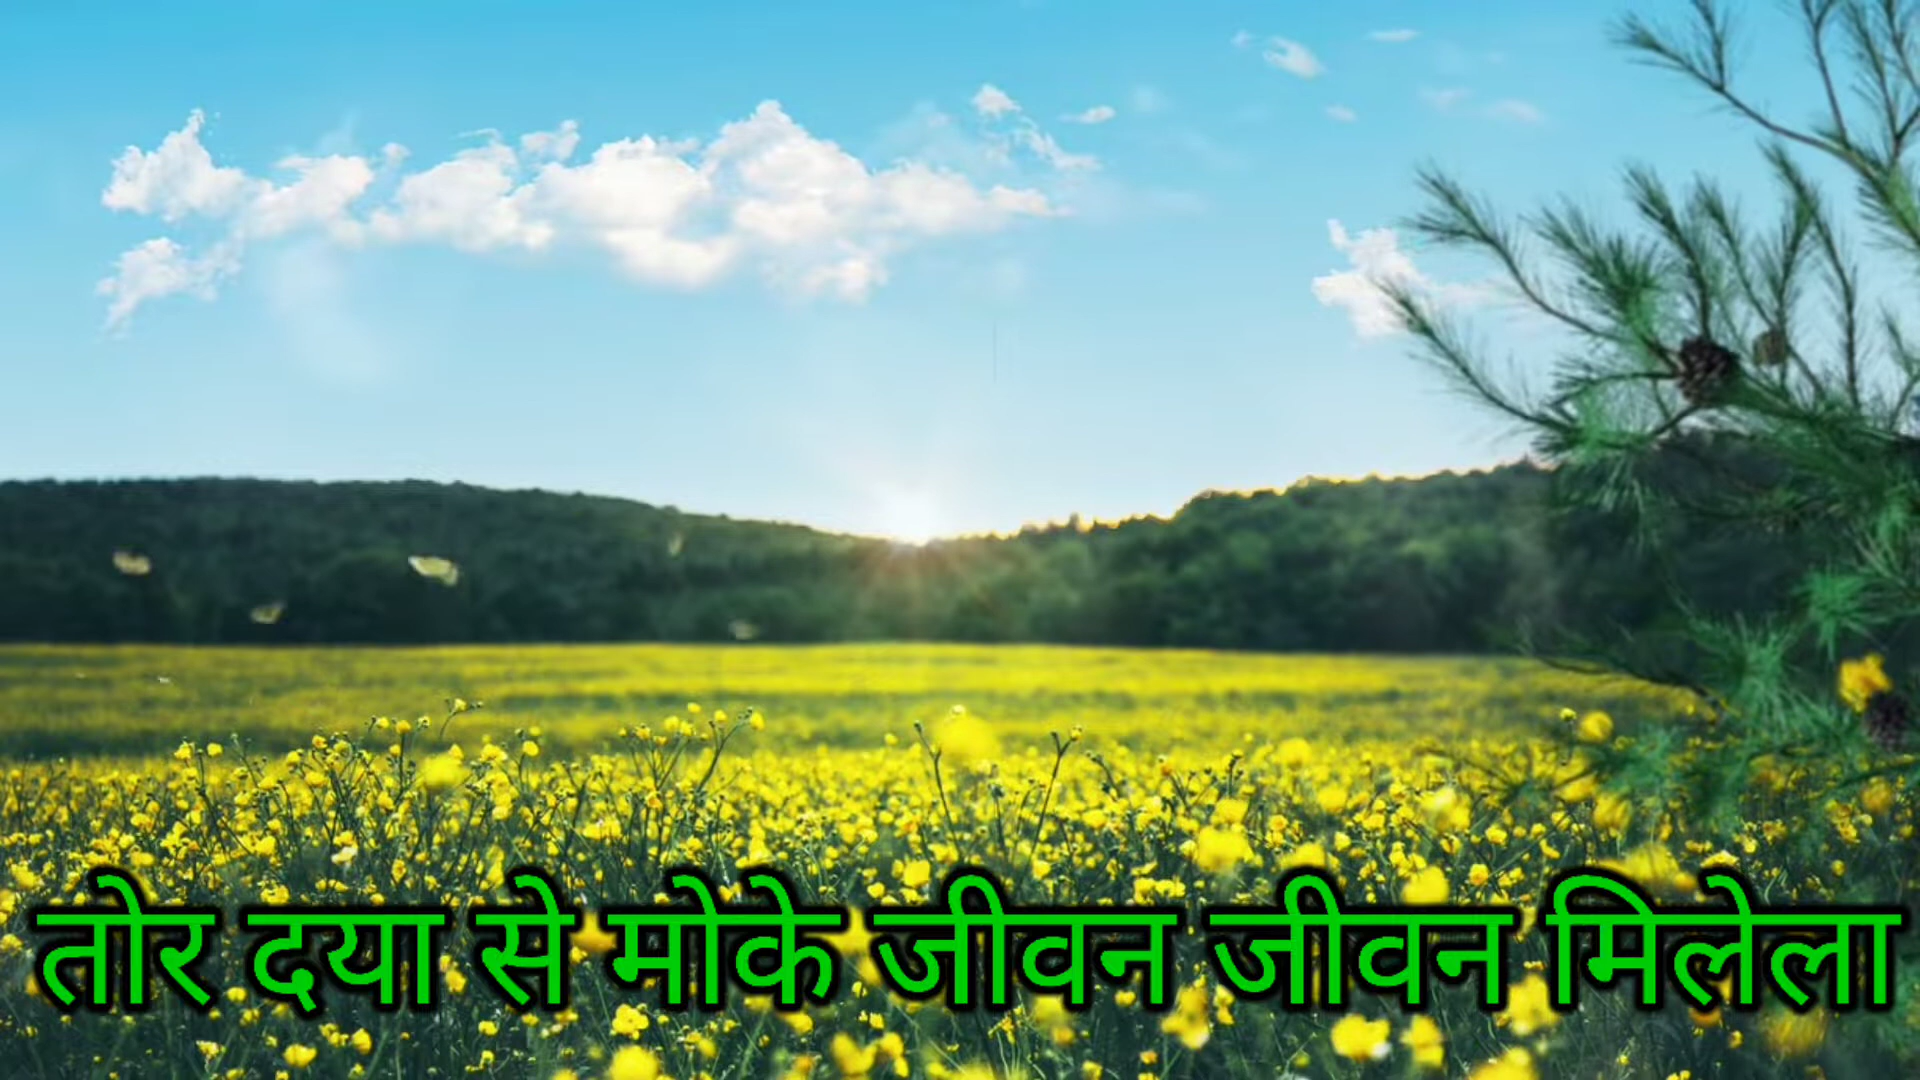 तोर दया से मोके जीवन जीवन मिलेला